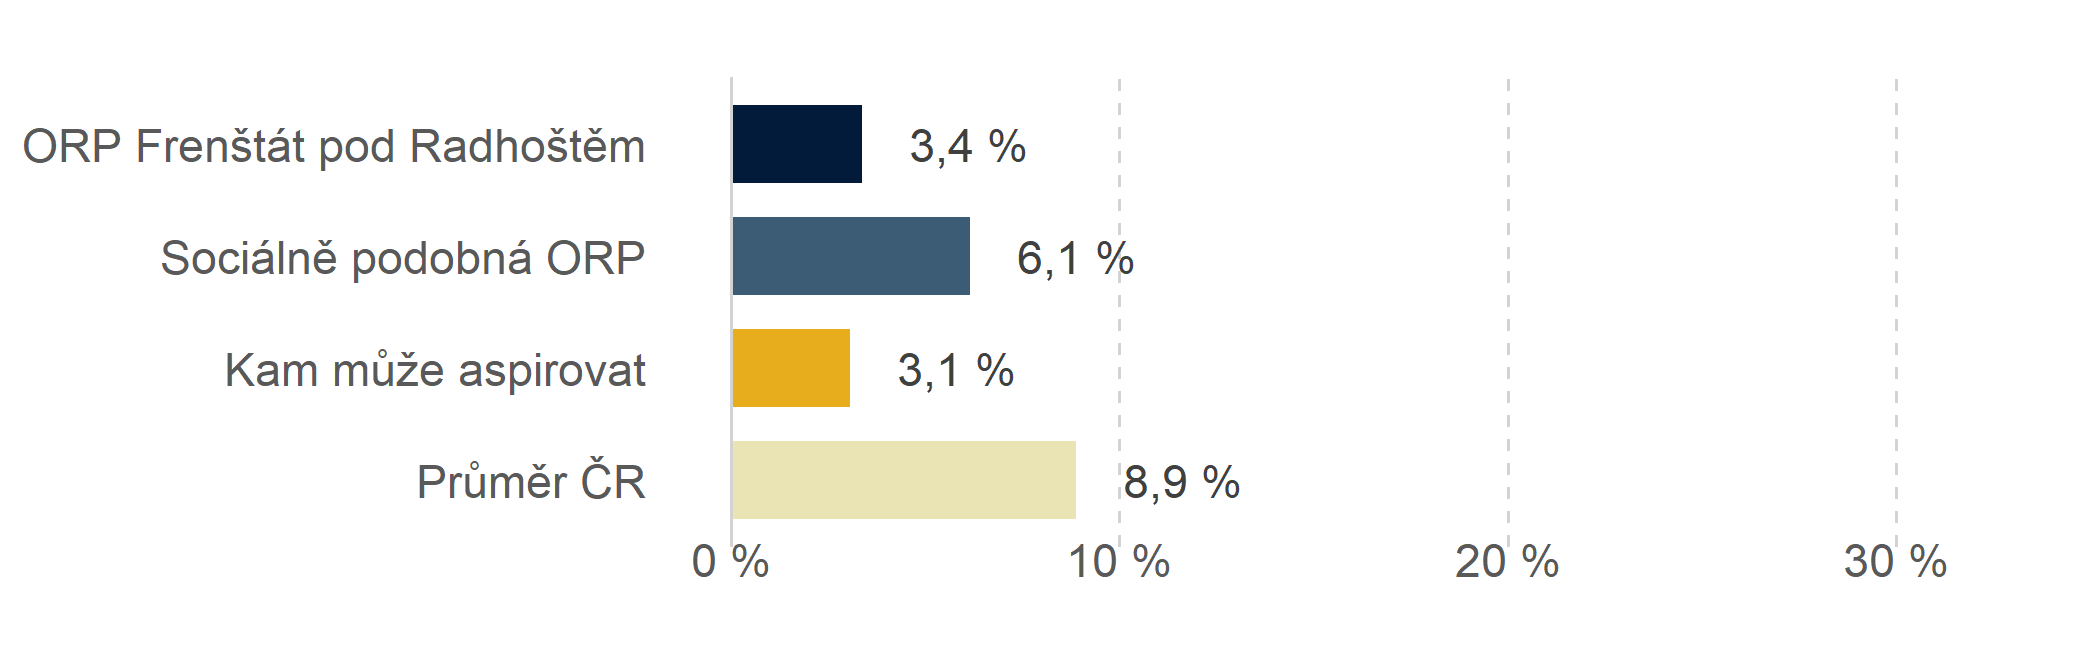 ORP Frenštát pod Radhoštěm
3,4 %
Sociálně podobná ORP
6,1 %
Kam může aspirovat
3,1 %
Průměr ČR
8,9 %
0 %
10 %
20 %
30 %